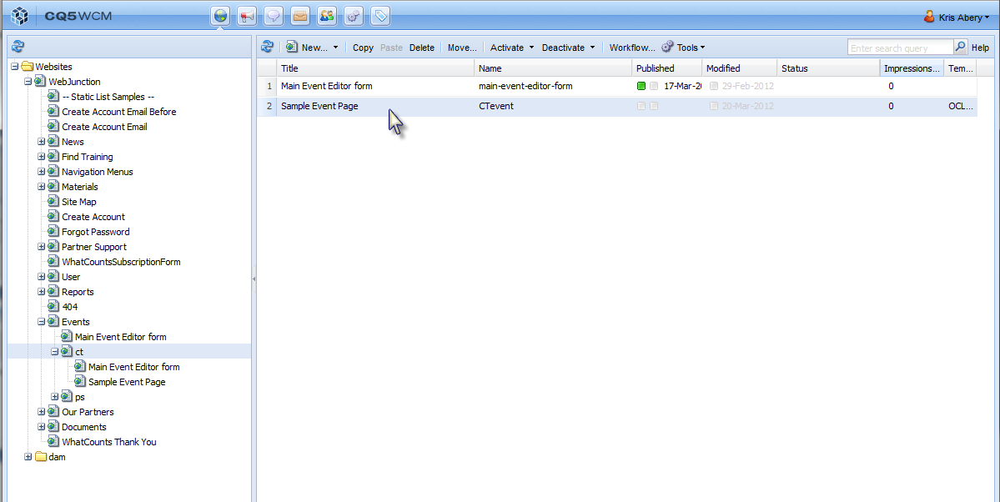 CQ5 WCM
Kris Abery
New... Copy Paste Delete Move... Activate Deactivate Workflow... Tools Enter search query Help
Title Name Published Modified Status Impressions... Tem...
1 Main Event Editor form main-event-editor-form 17-Mar-2( 29-Feb-2012 0
2 Sample Event Page CTevent 20-Mar-2012 0 OCL...
Websites
WebJunction
-- Static List Samples --
Create Account Email Before
Create Account Email
News
Find Training
Navigation Menus
Materials
Site Map
Create Account
Forgot Password
Partner Support
WhatCountsSubscriptionForm
User
Reports
404
Events
Main Event Editor form
ct
Main Event Editor form
Sample Event Page
ps
Our Partners
Documents
WhatCounts Thank You
dam